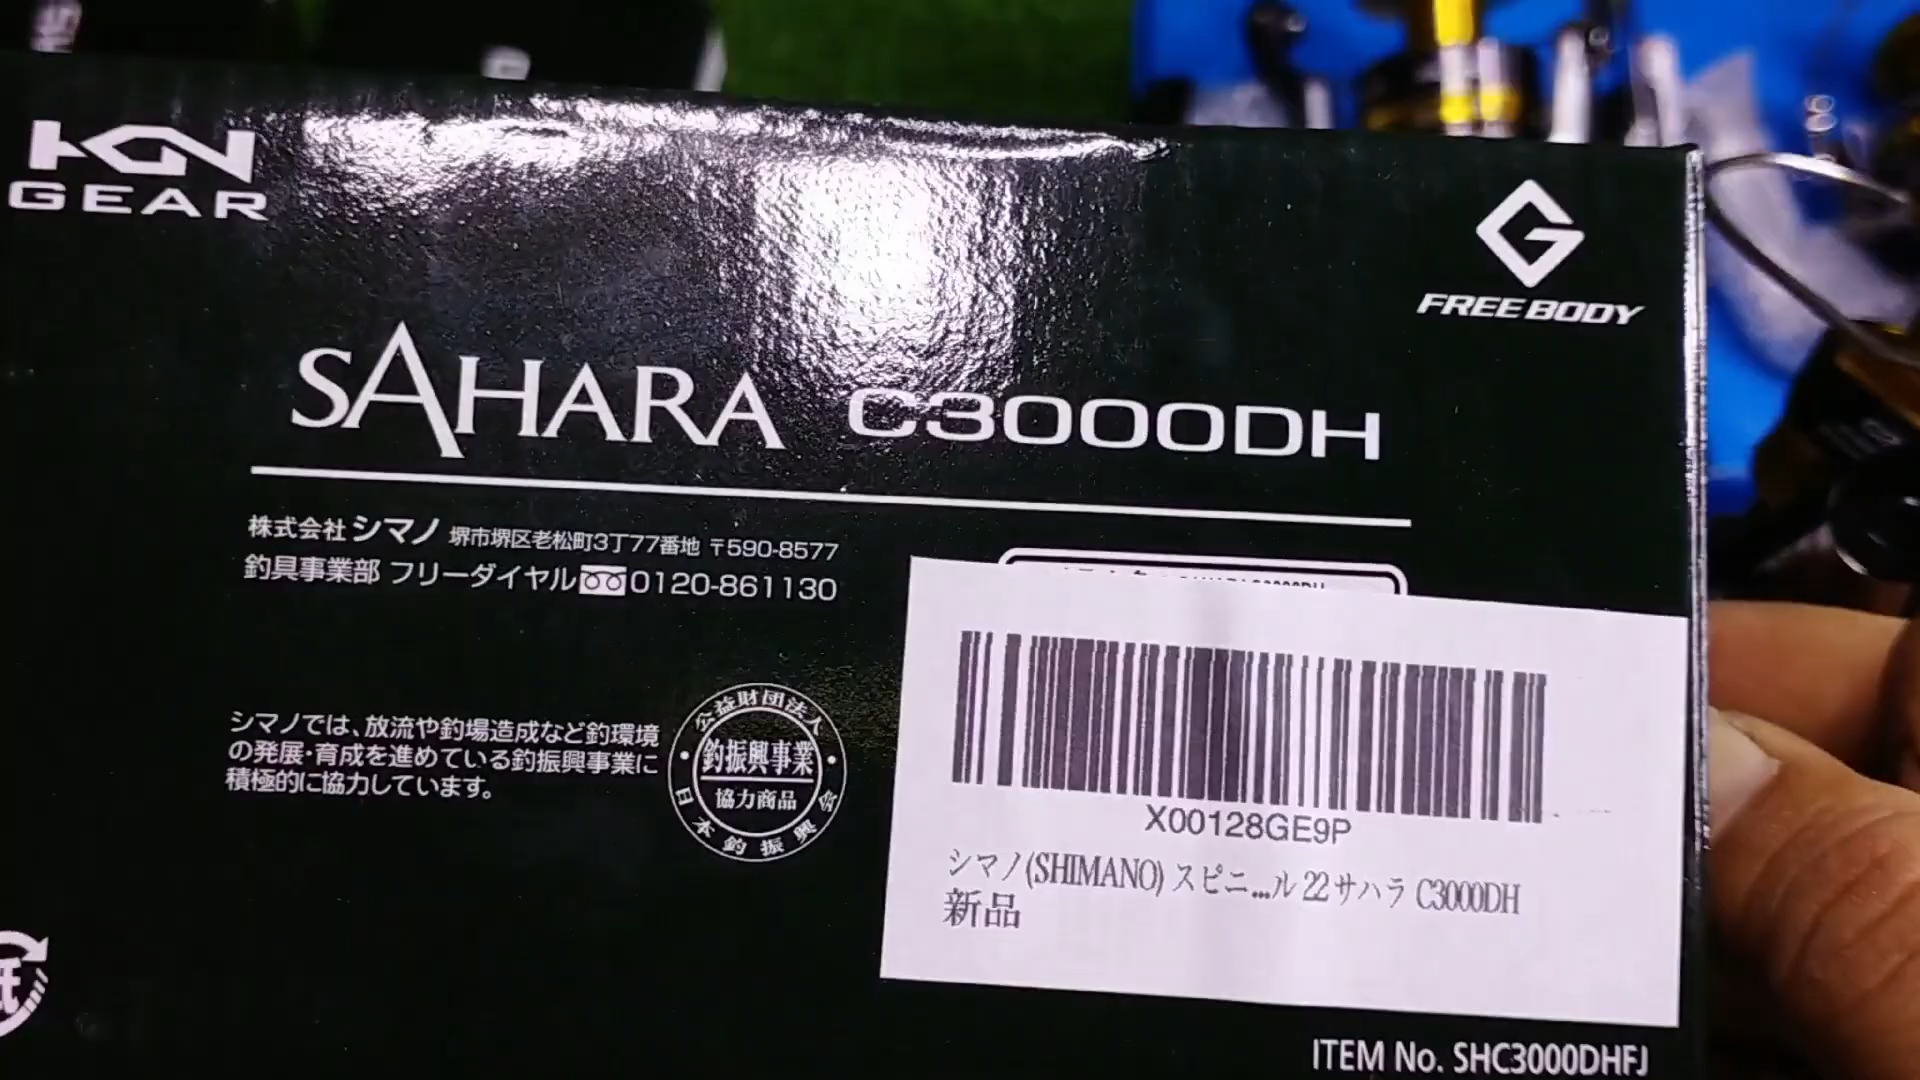 HGN
GEAR
FREE BODY
SAHARA C3000DH
株式会社シマノ 堺市堺区老松町3丁77番地 〒590-8577
釣具事業部 フリーダイヤル 0120-861130
シマノでは、放流や釣場造成など釣環境
の発展・育成を進めている釣振興事業に
積極的に協力しています。
公益財団法人
釣振興事業
協力商品
日本釣振興会
X00128GE9P
シマノ(SHIMANO) スピニ...ル 22サハラ C3000DH
新品
紙
ITEM No. SHC3000DHFJ